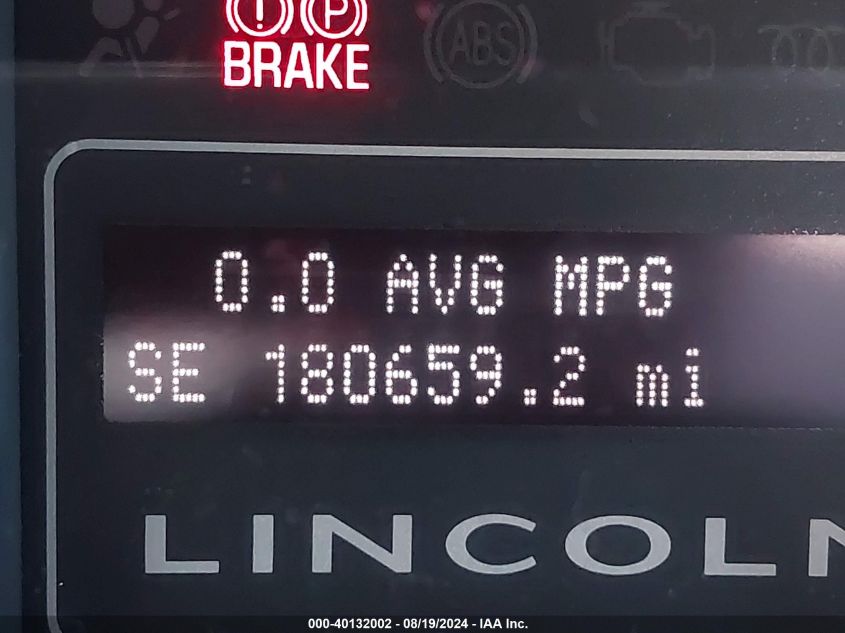 ! P
BRAKE
ABS
0.0 AVG MPG
SE 180659.2 mi
LINCOLN
000-40132002 - 08/19/2024 - IAA Inc.